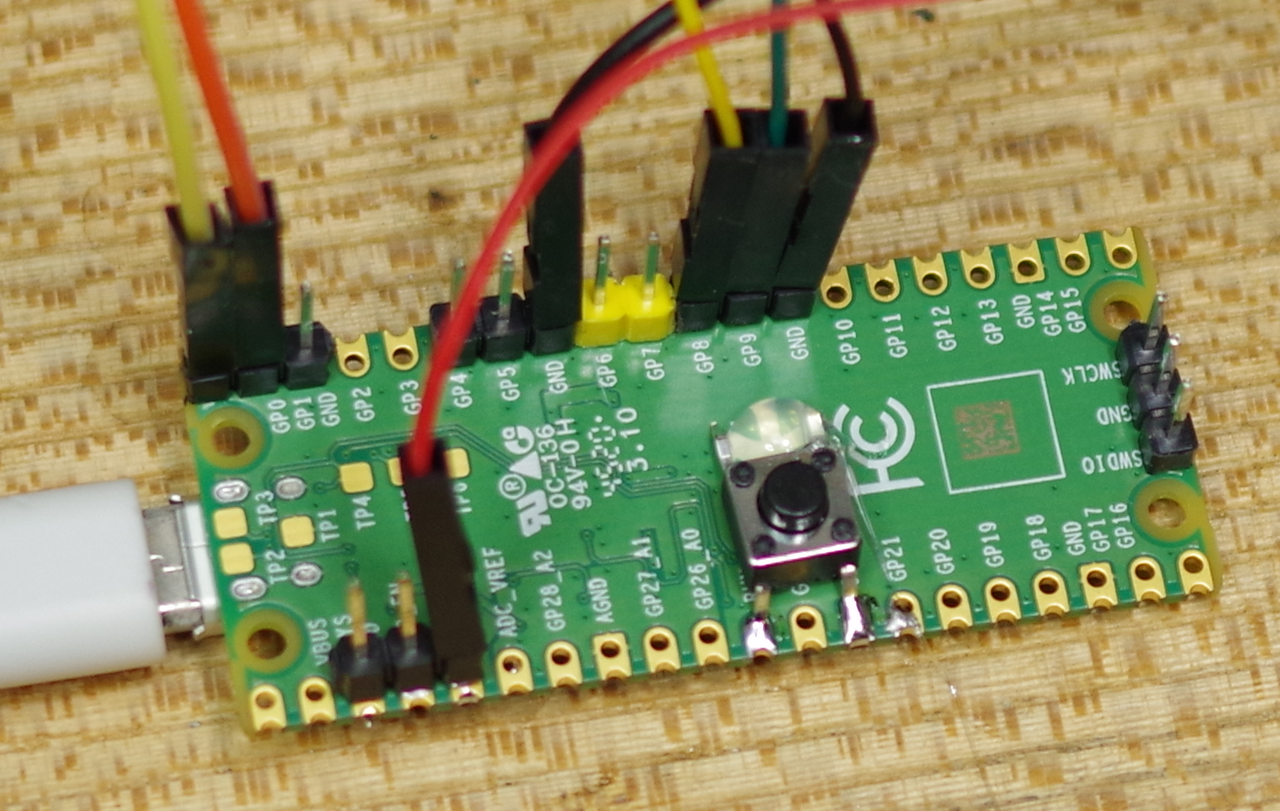 GP0
GP1
GND
GP2
GP3
GP4
GP5
GND
GP6
GP7
GP8
GP9
GND
GP10
GP11
GP12
GP13
GND
GP14
GP15
SWCLK
GND
SWDIO
TP3
TP2
TP1
TP4
OC-136
94V-0H
VBUS
ADC_VREF
GP28_A2
AGND
GP27_A1
GP26_A0
GP21
GP20
GP19
GP18
GND
GP17
GP16